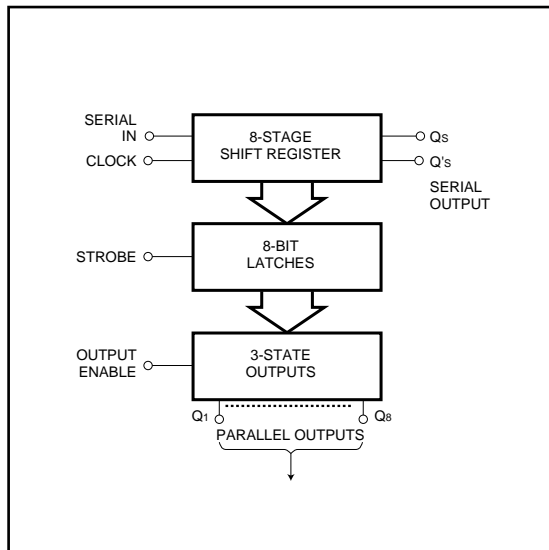 SERIAL
IN
CLOCK
8-STAGE
SHIFT REGISTER
QS
Q's
SERIAL
OUTPUT
STROBE
8-BIT
LATCHES
OUTPUT
ENABLE
3-STATE
OUTPUTS
Q1
Q8
PARALLEL OUTPUTS